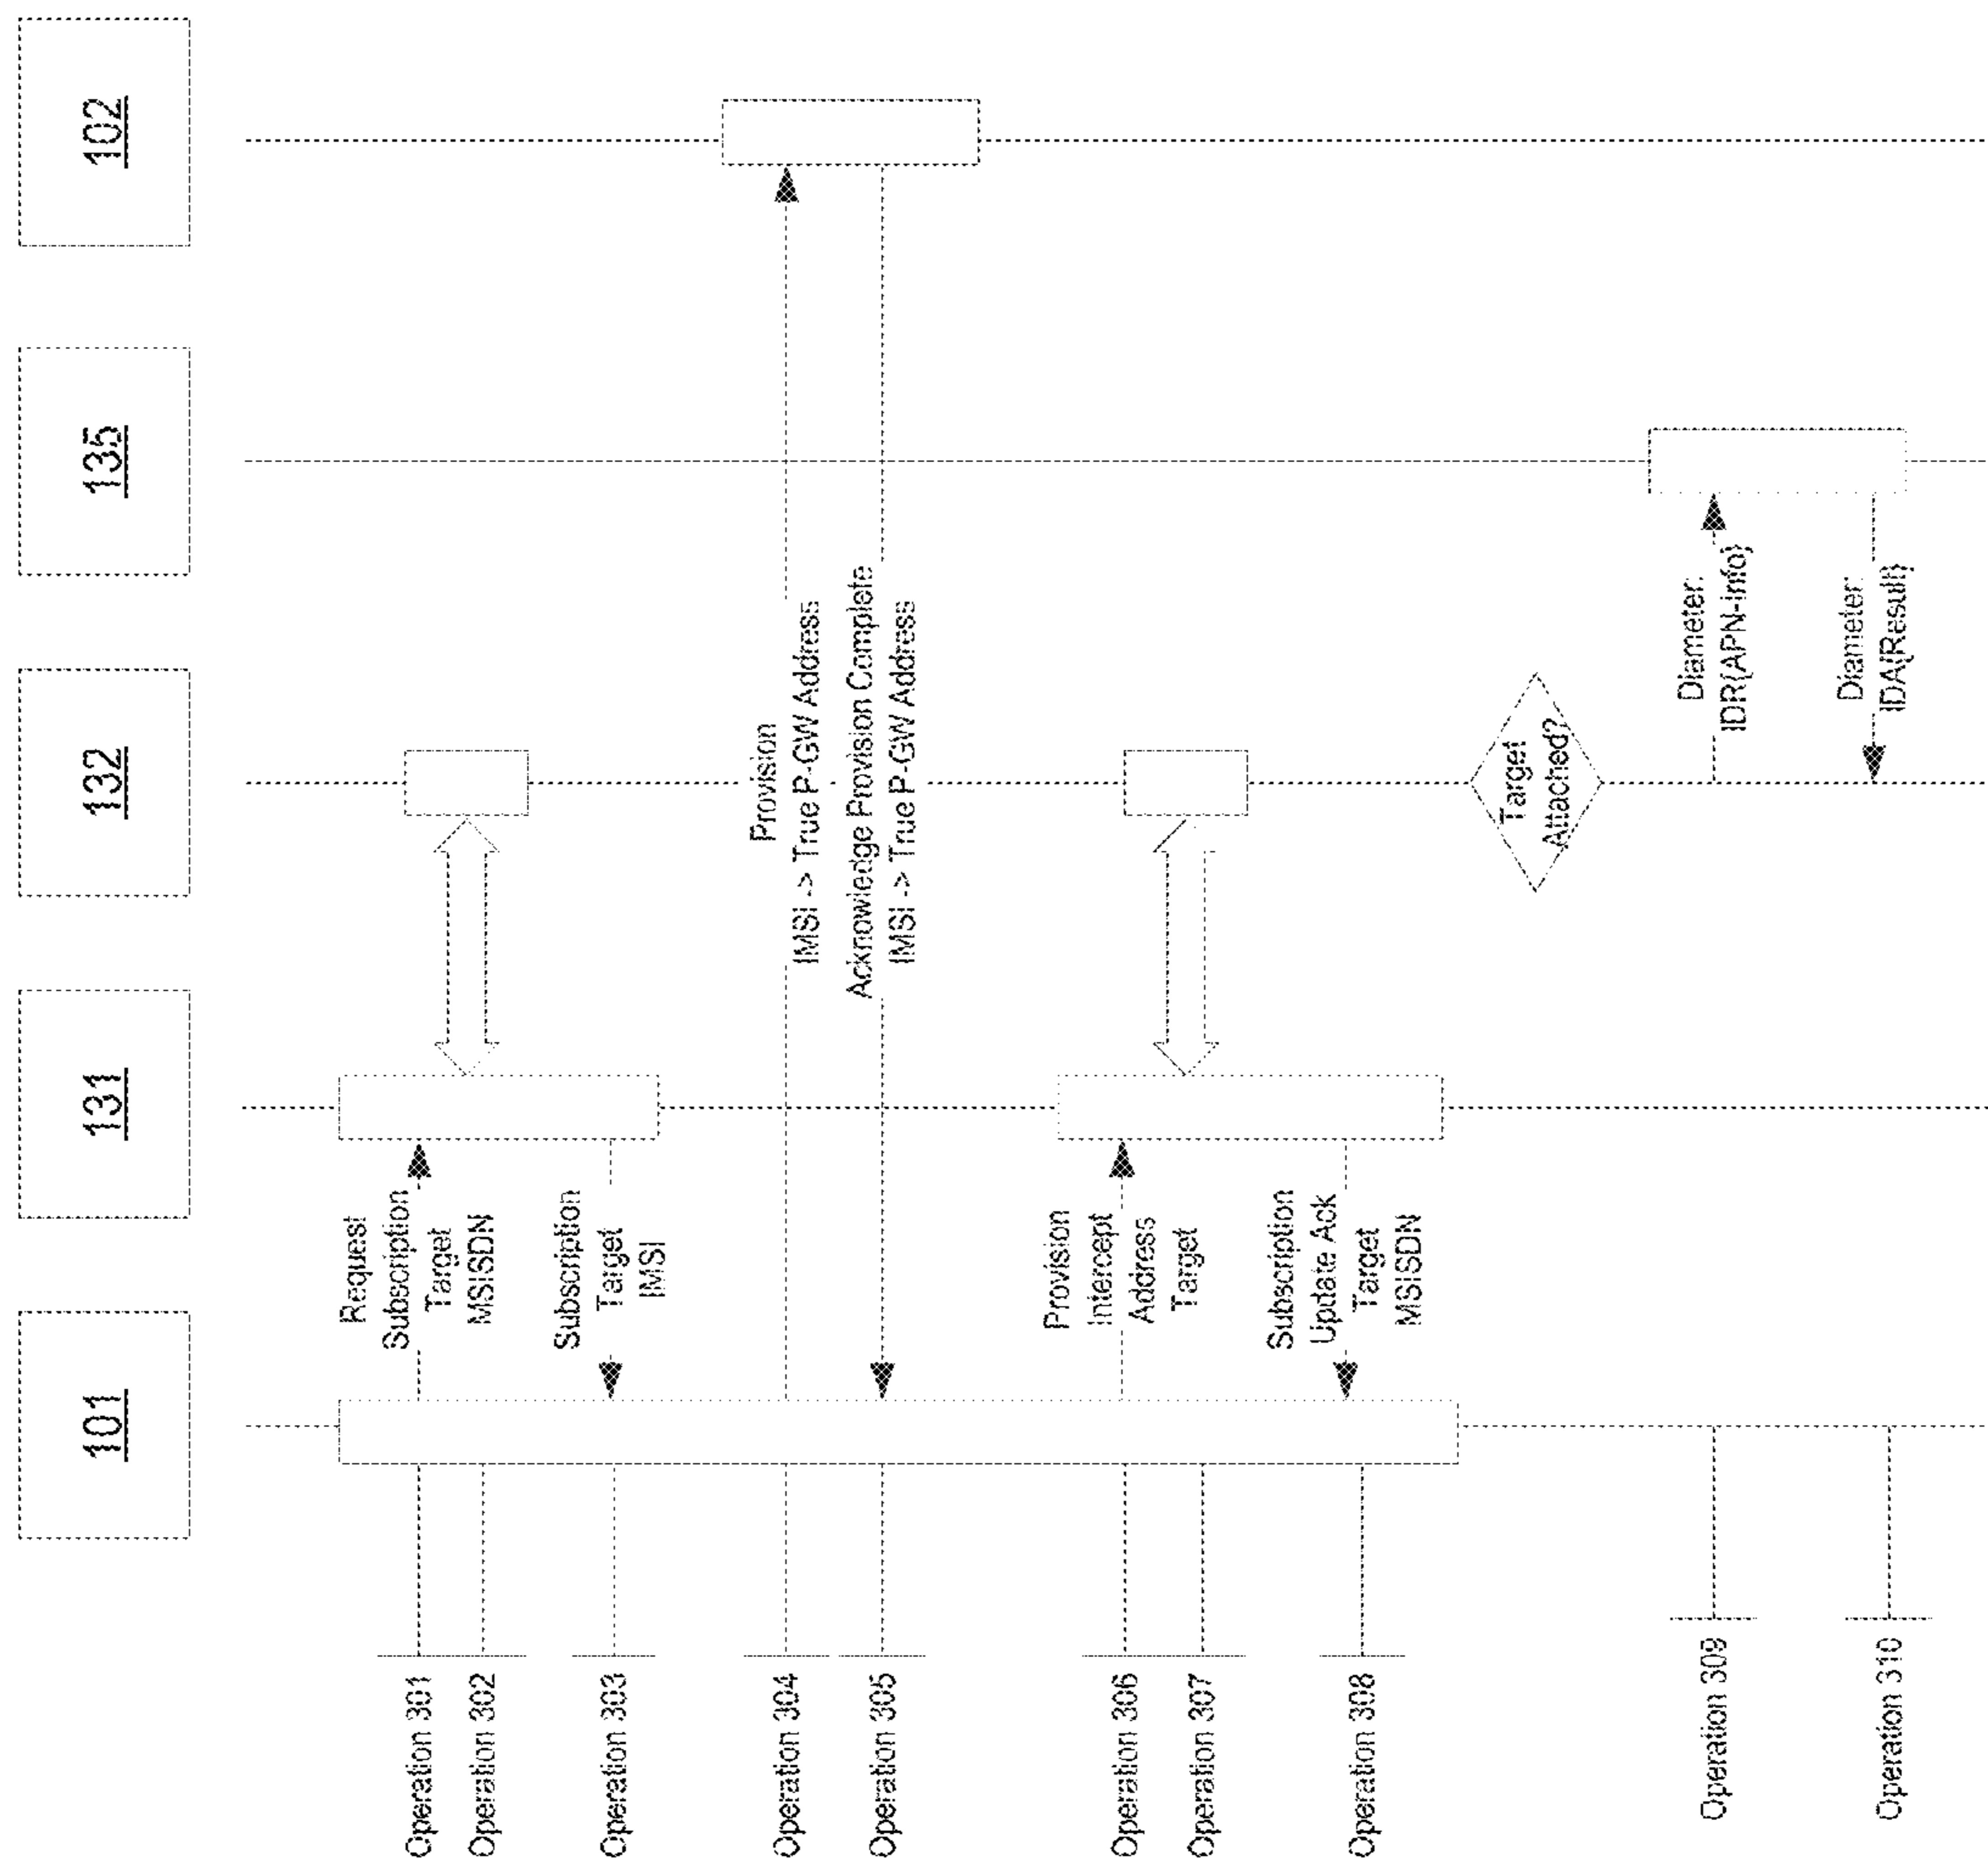 101
131
132
135
102
Operation 301
Request
Subscription
Target
MSISDN
Operation 302
Operation 303
Subscription
Target
IMSI
Operation 304
Provision
IMSI -> True P-GW Address
Operation 305
Acknowledge Provision Complete
IMSI -> True P-GW Address
Operation 306
Provision
Intercept
Address
Target
Operation 307
Operation 308
Subscription
Update Ack
Target
MSISDN
Target
Attached?
Operation 309
Diameter:
IDR{APN-Info}
Operation 310
Diameter:
IDA{Result}